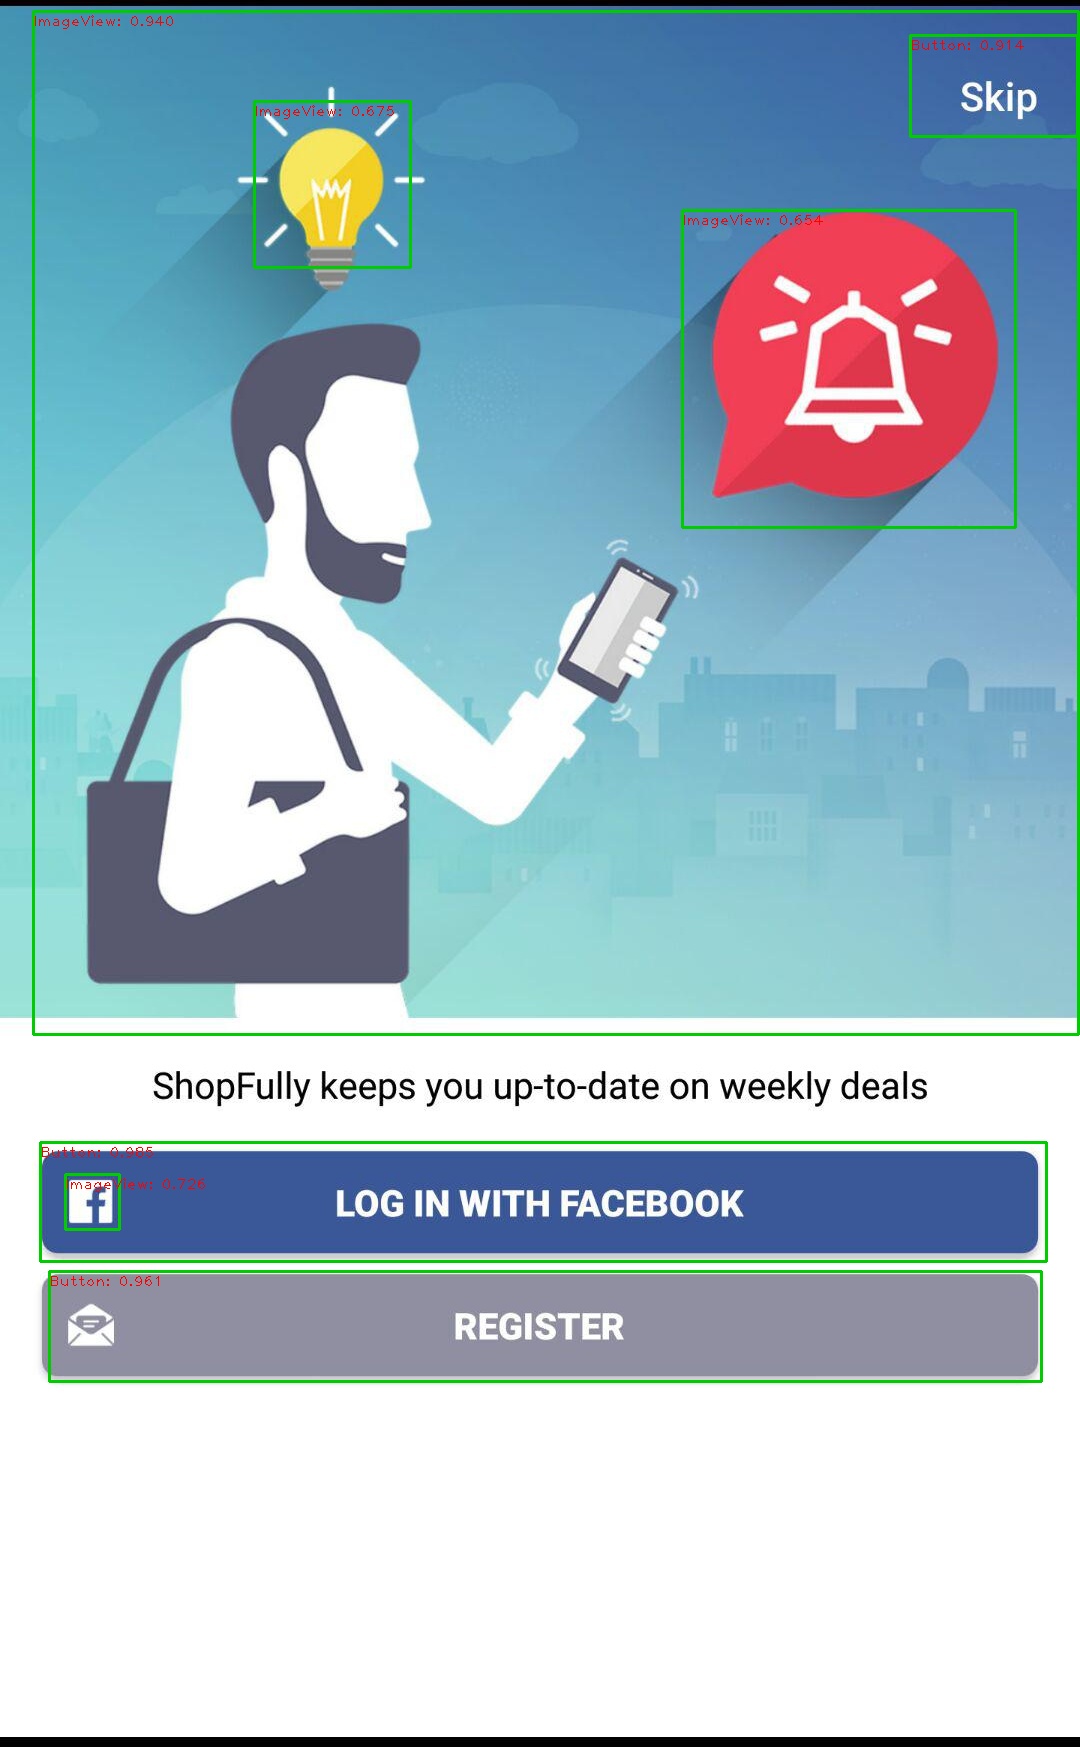 ImageView: 0.940
Button: 0.914
Skip
ImageView: 0.675
ImageView: 0.654
ShopFully keeps you up-to-date on weekly deals
Button: 0.985
ImageView: 0.726
LOG IN WITH FACEBOOK
Button: 0.961
REGISTER